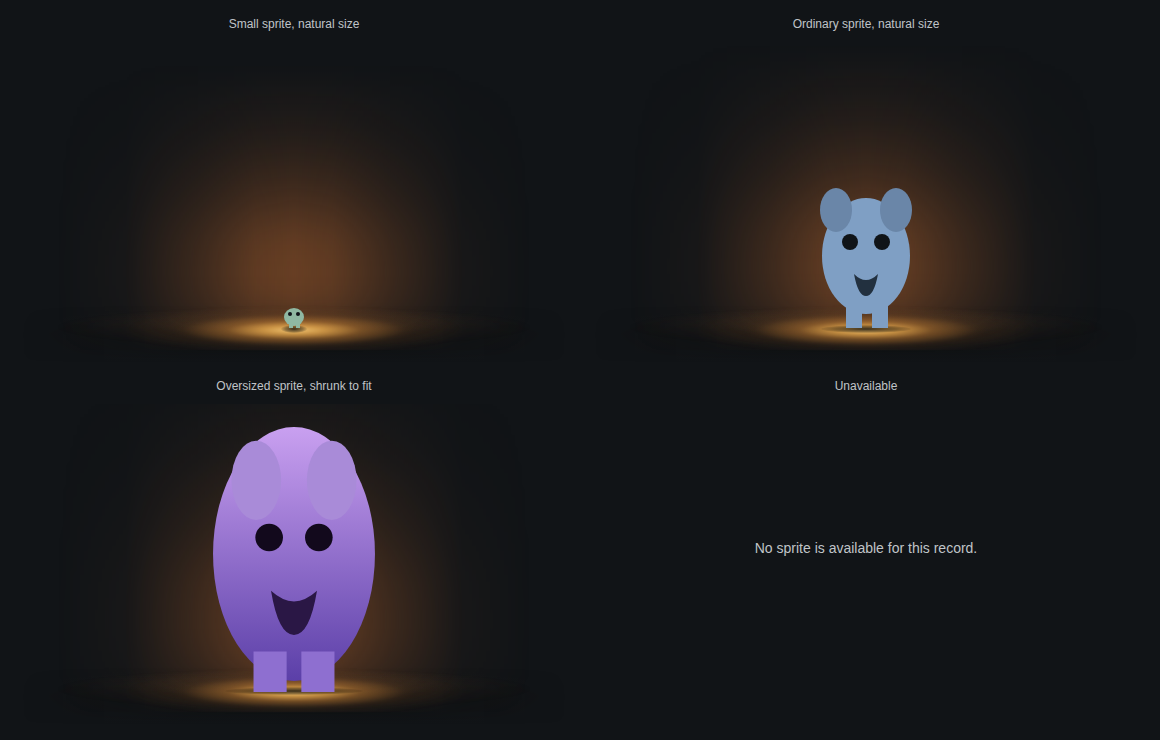 Small sprite, natural size
Ordinary sprite, natural size
Oversized sprite, shrunk to fit
Unavailable
No sprite is available for this record.